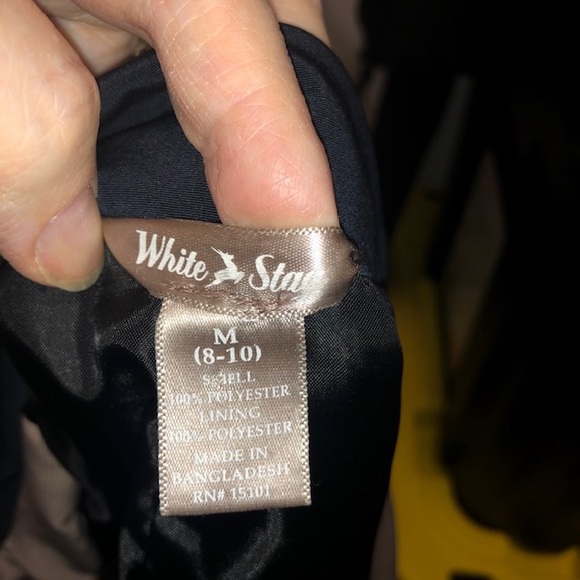 White Stag
M
(8-10)
SHELL
100% POLYESTER
LINING
100% POLYESTER
MADE IN
BANGLADESH
RN# 15101